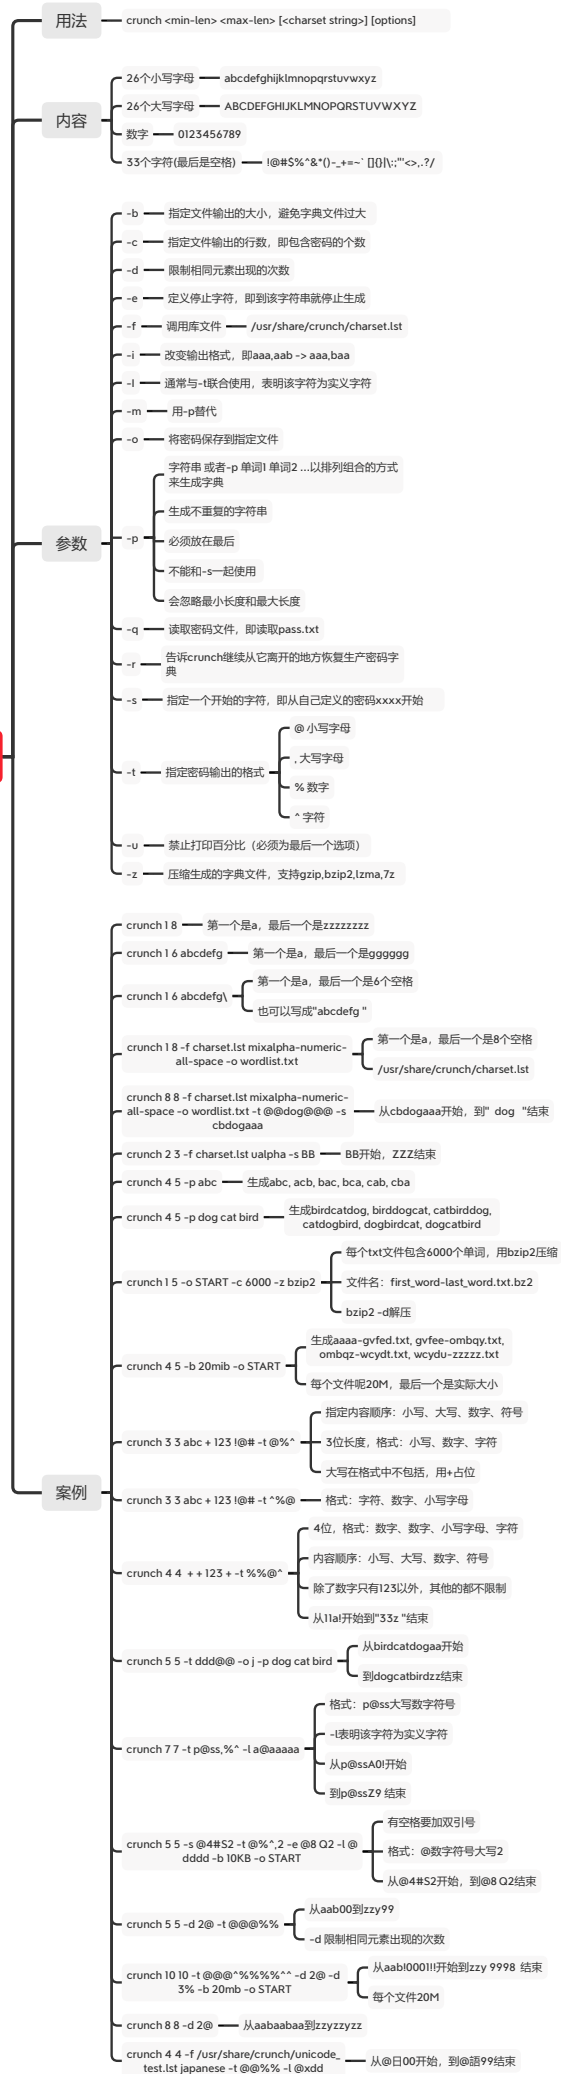 用法
crunch <min-len> <max-len> [<charset string>] [options]
内容
26个小写字母
abcdefghijklmnopqrstuvwxyz
26个大写字母
ABCDEFGHIJKLMNOPQRSTUVWXYZ
数字
0123456789
33个字符(最后是空格)
!@#$%^&*()-_+=~` []{}|\:;"'<>,.?/
参数
-b
指定文件输出的大小，避免字典文件过大
-c
指定文件输出的行数，即包含密码的个数
-d
限制相同元素出现的次数
-e
定义停止字符，即到该字符串就停止生成
-f
调用库文件
/usr/share/crunch/charset.lst
-i
改变输出格式，即aaa,aab -> aaa,baa
-l
通常与-t联合使用，表明该字符为实义字符
-m
用-p替代
-o
将密码保存到指定文件
-p
字符串 或者-p 单词1 单词2 ...以排列组合的方式
来生成字典
生成不重复的字符串
必须放在最后
不能和-s一起使用
会忽略最小长度和最大长度
-q
读取密码文件，即读取pass.txt
-r
告诉crunch继续从它离开的地方恢复生产密码字
典
-s
指定一个开始的字符，即从自己定义的密码xxxx开始
-t
指定密码输出的格式
@ 小写字母
, 大写字母
% 数字
^ 字符
-u
禁止打印百分比（必须为最后一个选项）
-z
压缩生成的字典文件，支持gzip,bzip2,lzma,7z
案例
crunch 1 8
第一个是a，最后一个是zzzzzzzz
crunch 1 6 abcdefg
第一个是a，最后一个是gggggg
crunch 1 6 abcdefg\
第一个是a，最后一个是6个空格
也可以写成"abcdefg "
crunch 1 8 -f charset.lst mixalpha-numeric-
all-space -o wordlist.txt
第一个是a，最后一个是8个空格
/usr/share/crunch/charset.lst
crunch 8 8 -f charset.lst mixalpha-numeric-
all-space -o wordlist.txt -t @@dog@@@ -s
cbdogaaa
从cbdogaaa开始，到"  dog   "结束
crunch 2 3 -f charset.lst ualpha -s BB
BB开始，ZZZ结束
crunch 4 5 -p abc
生成abc, acb, bac, bca, cab, cba
crunch 4 5 -p dog cat bird
生成birdcatdog, birddogcat, catbirddog,
catdogbird, dogbirdcat, dogcatbird
crunch 1 5 -o START -c 6000 -z bzip2
每个txt文件包含6000个单词，用bzip2压缩
文件名：first_word-last_word.txt.bz2
bzip2 -d解压
crunch 4 5 -b 20mib -o START
生成aaaa-gvfed.txt, gvfee-ombqy.txt,
ombqz-wcydt.txt, wcydu-zzzzz.txt
每个文件呢20M，最后一个是实际大小
crunch 3 3 abc + 123 !@# -t @%^
指定内容顺序：小写、大写、数字、符号
3位长度，格式：小写、数字、字符
大写在格式中不包括，用+占位
crunch 3 3 abc + 123 !@# -t ^%@
格式：字符、数字、小写字母
crunch 4 4  + + 123 + -t %%@^
4位，格式：数字、数字、小写字母、字符
内容顺序：小写、大写、数字、符号
除了数字只有123以外，其他的都不限制
从11a!开始到"33z "结束
crunch 5 5 -t ddd@@ -o j -p dog cat bird
从birdcatdogaa开始
到dogcatbirdzz结束
crunch 7 7 -t p@ss,%^ -l a@aaaaa
格式：p@ss大写数字符号
-l表明该字符为实义字符
从p@ssA0!开始
到p@ssZ9 结束
crunch 5 5 -s @4#S2 -t @%^,2 -e @8 Q2 -l @
dddd -b 10KB -o START
有空格要加双引号
格式：@数字符号大写2
从@4#S2开始，到@8 Q2结束
crunch 5 5 -d 2@ -t @@@%%
从aab00到zzy99
-d 限制相同元素出现的次数
crunch 10 10 -t @@@^%%%%^^ -d 2@ -d
3% -b 20mb -o START
从aab!0001!!开始到zzy 9998  结束
每个文件20M
crunch 8 8 -d 2@
从aabaabaa到zzyzzyzz
crunch 4 4 -f /usr/share/crunch/unicode_
test.lst japanese -t @@%% -l @xdd
从@日00开始，到@語99结束